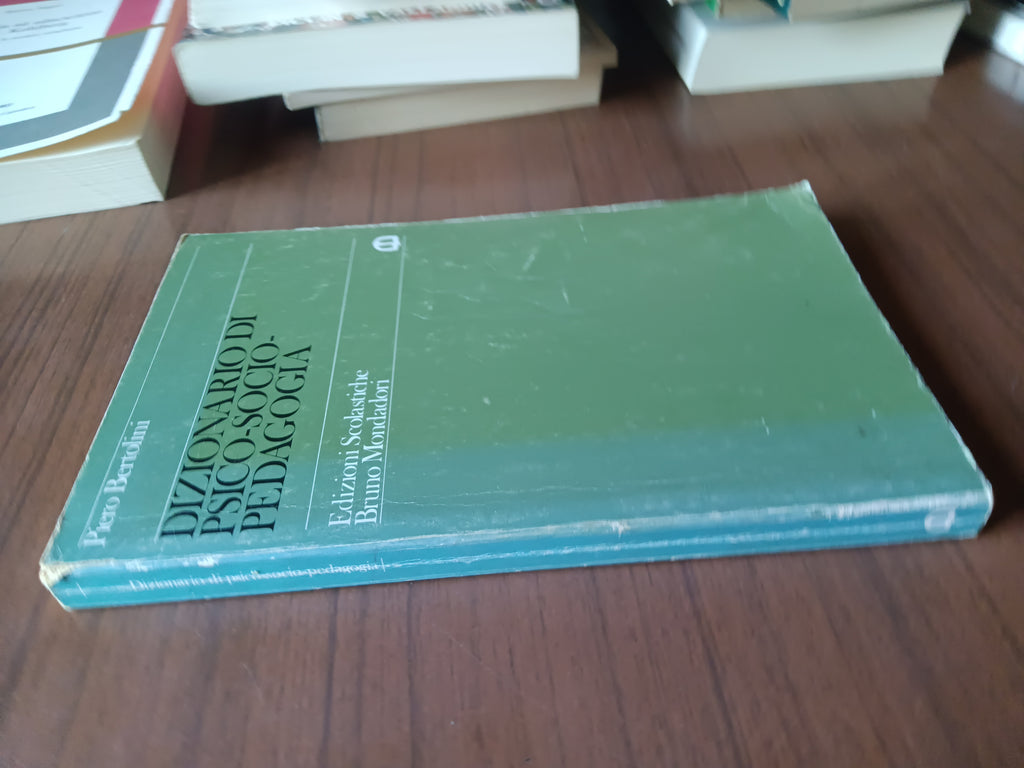 Piero Bertolini
DIZIONARIO DI
PSICO-SOCIO-
PEDAGOGIA
Edizioni Scolastiche
Bruno Mondadori
Dizionario di psico-socio-pedagogia